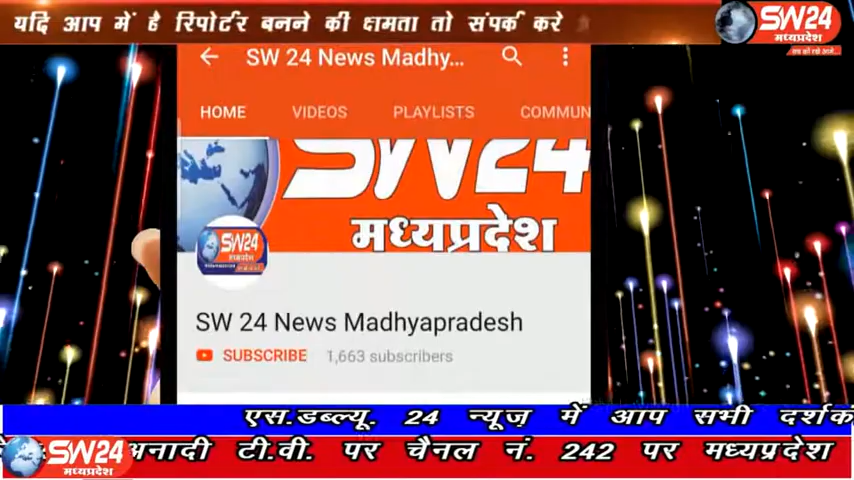 यदि आप में है रिपोर्टर बनने की क्षमता तो संपर्क करे
SW24
मध्यप्रदेश
SW 24 News Madhy...
HOME VIDEOS PLAYLISTS COMMUN
SW24
मध्यप्रदेश
SW24
SW 24 News Madhyapradesh
SUBSCRIBE 1,663 subscribers
एस.डब्ल्यू. 24 न्यूज़ में आप सभी दर्शक
SW24
मध्यप्रदेश
अनादी टी.वी. पर चैनल नं. 242 पर मध्यप्रदेश